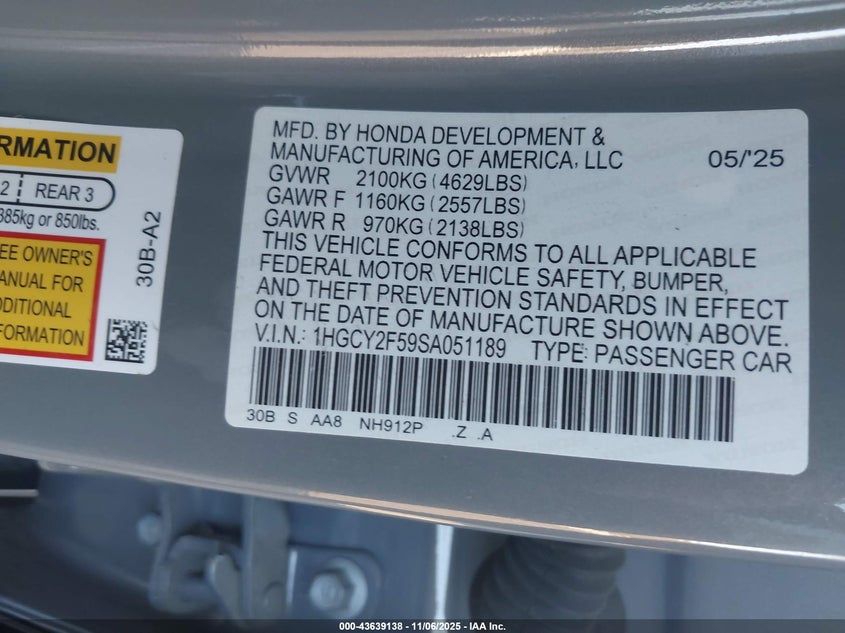 RMATION
2 REAR 3
385kg or 850lbs.
EE OWNER'S
ANUAL FOR
DDITIONAL
FORMATION
30B-A2
MFD. BY HONDA DEVELOPMENT &
MANUFACTURING OF AMERICA, LLC 05/'25
GVWR 2100KG (4629LBS)
GAWR F 1160KG (2557LBS)
GAWR R 970KG (2138LBS)
THIS VEHICLE CONFORMS TO ALL APPLICABLE
FEDERAL MOTOR VEHICLE SAFETY, BUMPER,
AND THEFT PREVENTION STANDARDS IN EFFECT
ON THE DATE OF MANUFACTURE SHOWN ABOVE.
V.I.N.: 1HGCY2F59SA051189 TYPE: PASSENGER CAR
30B S AA8 NH912P .Z .A
000-43639138 - 11/06/2025 - IAA Inc.